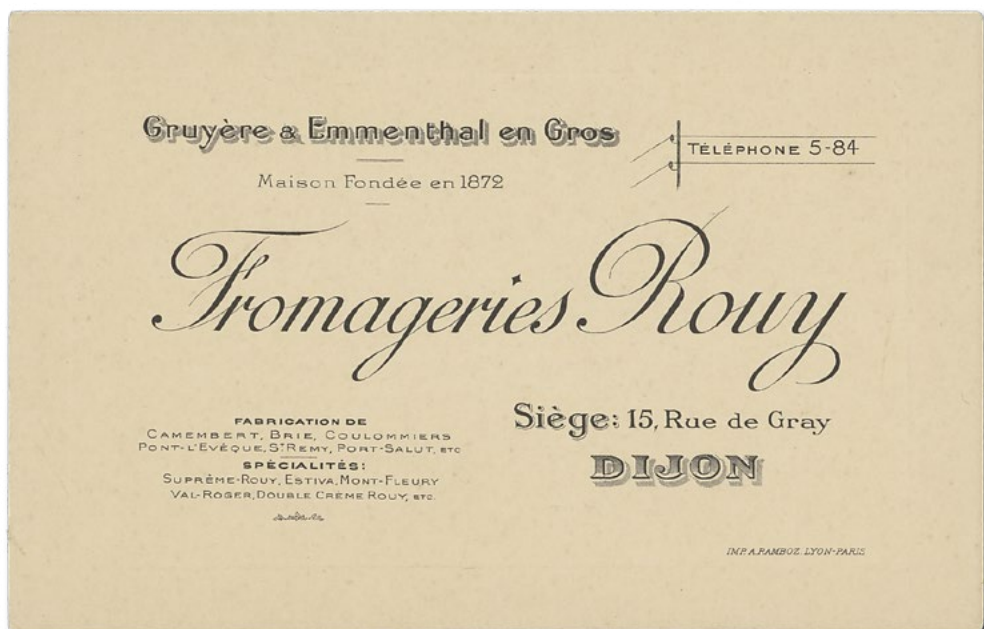 Gruyère & Emmenthal en Gros
TÉLÉPHONE 5-84
Maison Fondée en 1872
Fromageries Rouy
FABRICATION DE
CAMEMBERT, BRIE, COULOMMIERS
PONT-L'EVÊQUE, ST REMY, PORT-SALUT, ETC
SPÉCIALITÉS:
SUPRÊME-ROUY, ESTIVA, MONT-FLEURY
VAL-ROGER, DOUBLE CRÈME ROUY, ETC.
Siège: 15, Rue de Gray
DIJON
IMP. A. RAMBOZ. LYON-PARIS